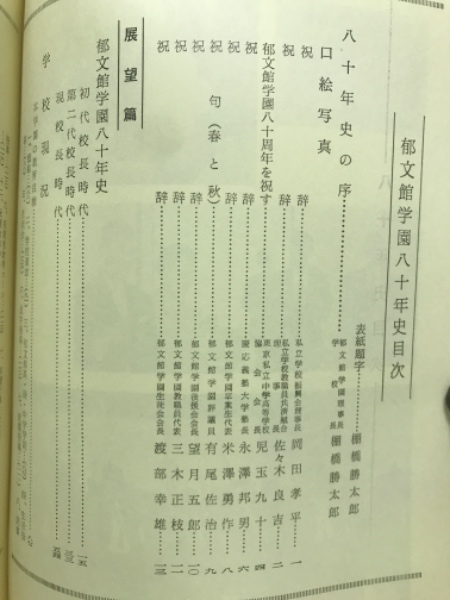 郁文館学園八十年史目次
表紙題字 棚橋勝太郎
八十年史の序 郁文館学園理事長 学校長 棚橋勝太郎
口絵写真
祝辞 私立学校振興会理事長 岡田孝平 一
祝辞 私立学校教職員共済組合理事長 佐々木良吉 二
郁文館学園八十周年を祝す 東京私立中学高等学校協会会長 児玉九十 四
祝辞 慶応義塾大学塾長 永澤邦男 六
祝辞 郁文館学園卒業生代表 米澤勇作 八
祝句(春と秋) 郁文館学園評議員 有尾佐治 九
祝辞 郁文館学園後援会会長 望月五郎 一〇
祝辞 郁文館学園教職員代表 三木正枝 一一
祝辞 郁文館学園生徒会会長 渡部幸雄 一三
展望篇
郁文館学園八十年史
初代校長時代 一五
第二代校長時代
現校長時代
学校現況
本学園の教育